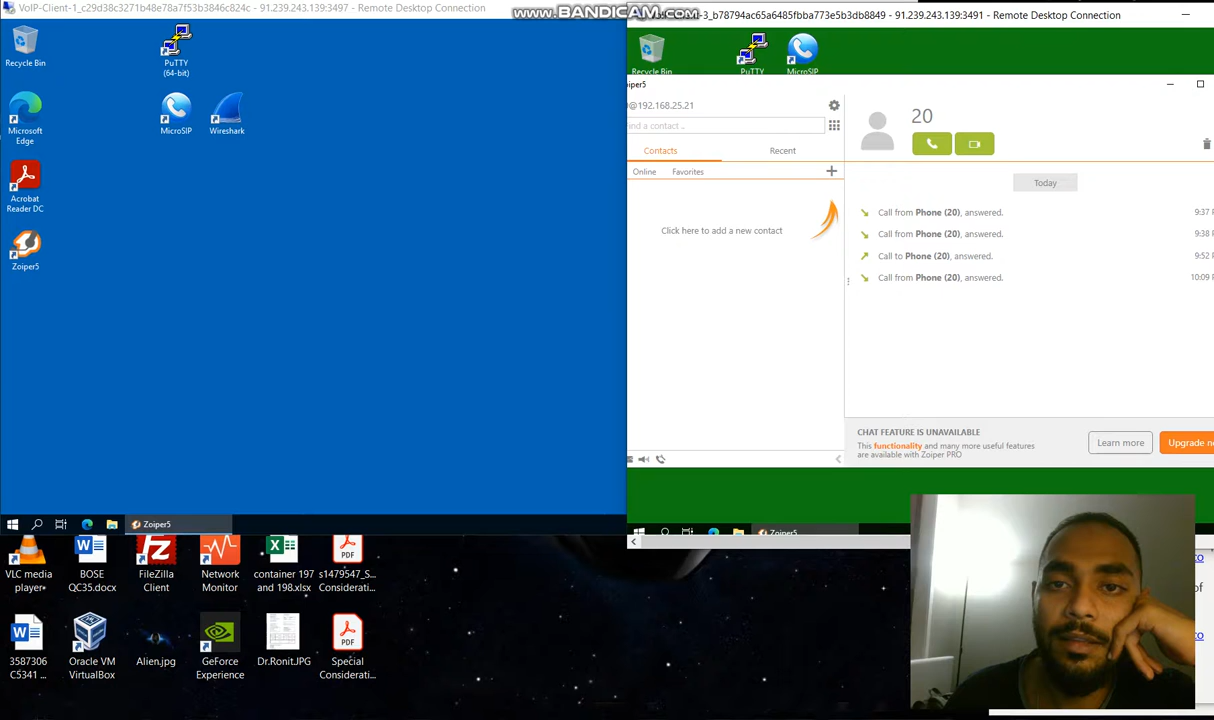 VoIP-Client-1_c29d38c3271b48e78a7f53b3846c824c - 91.239.243.139:3497 - Remote Desktop Connection
WWW.BANDICAM.COM
-3_b78794ac65a6485fbba773e5b3db8849 - 91.239.243.139:3491 - Remote Desktop Connection
Recycle Bin
PuTTY
(64-bit)
Microsoft
Edge
MicroSIP
Wireshark
Acrobat
Reader DC
Zoiper5
Recycle Bin
PuTTY
MicroSIP
oiper5
@192.168.25.21
ind a contact ..
Contacts
Recent
Online
Favorites
Click here to add a new contact
20
Today
Call from Phone (20), answered.
9:37
Call from Phone (20), answered.
9:38
Call to Phone (20), answered.
9:52
Call from Phone (20), answered.
10:09
CHAT FEATURE IS UNAVAILABLE
This functionality and many more useful features
are available with Zoiper PRO
Learn more
Upgrade n
Zoiper5
Zoiper5
VLC media
player
BOSE
QC35.docx
FileZilla
Client
Network
Monitor
container 197
and 198.xlsx
s1479547_S...
Considerati...
3587306
C5341 ...
Oracle VM
VirtualBox
Alien.jpg
GeForce
Experience
Dr.Ronit.JPG
Special
Considerati...
co
of
co